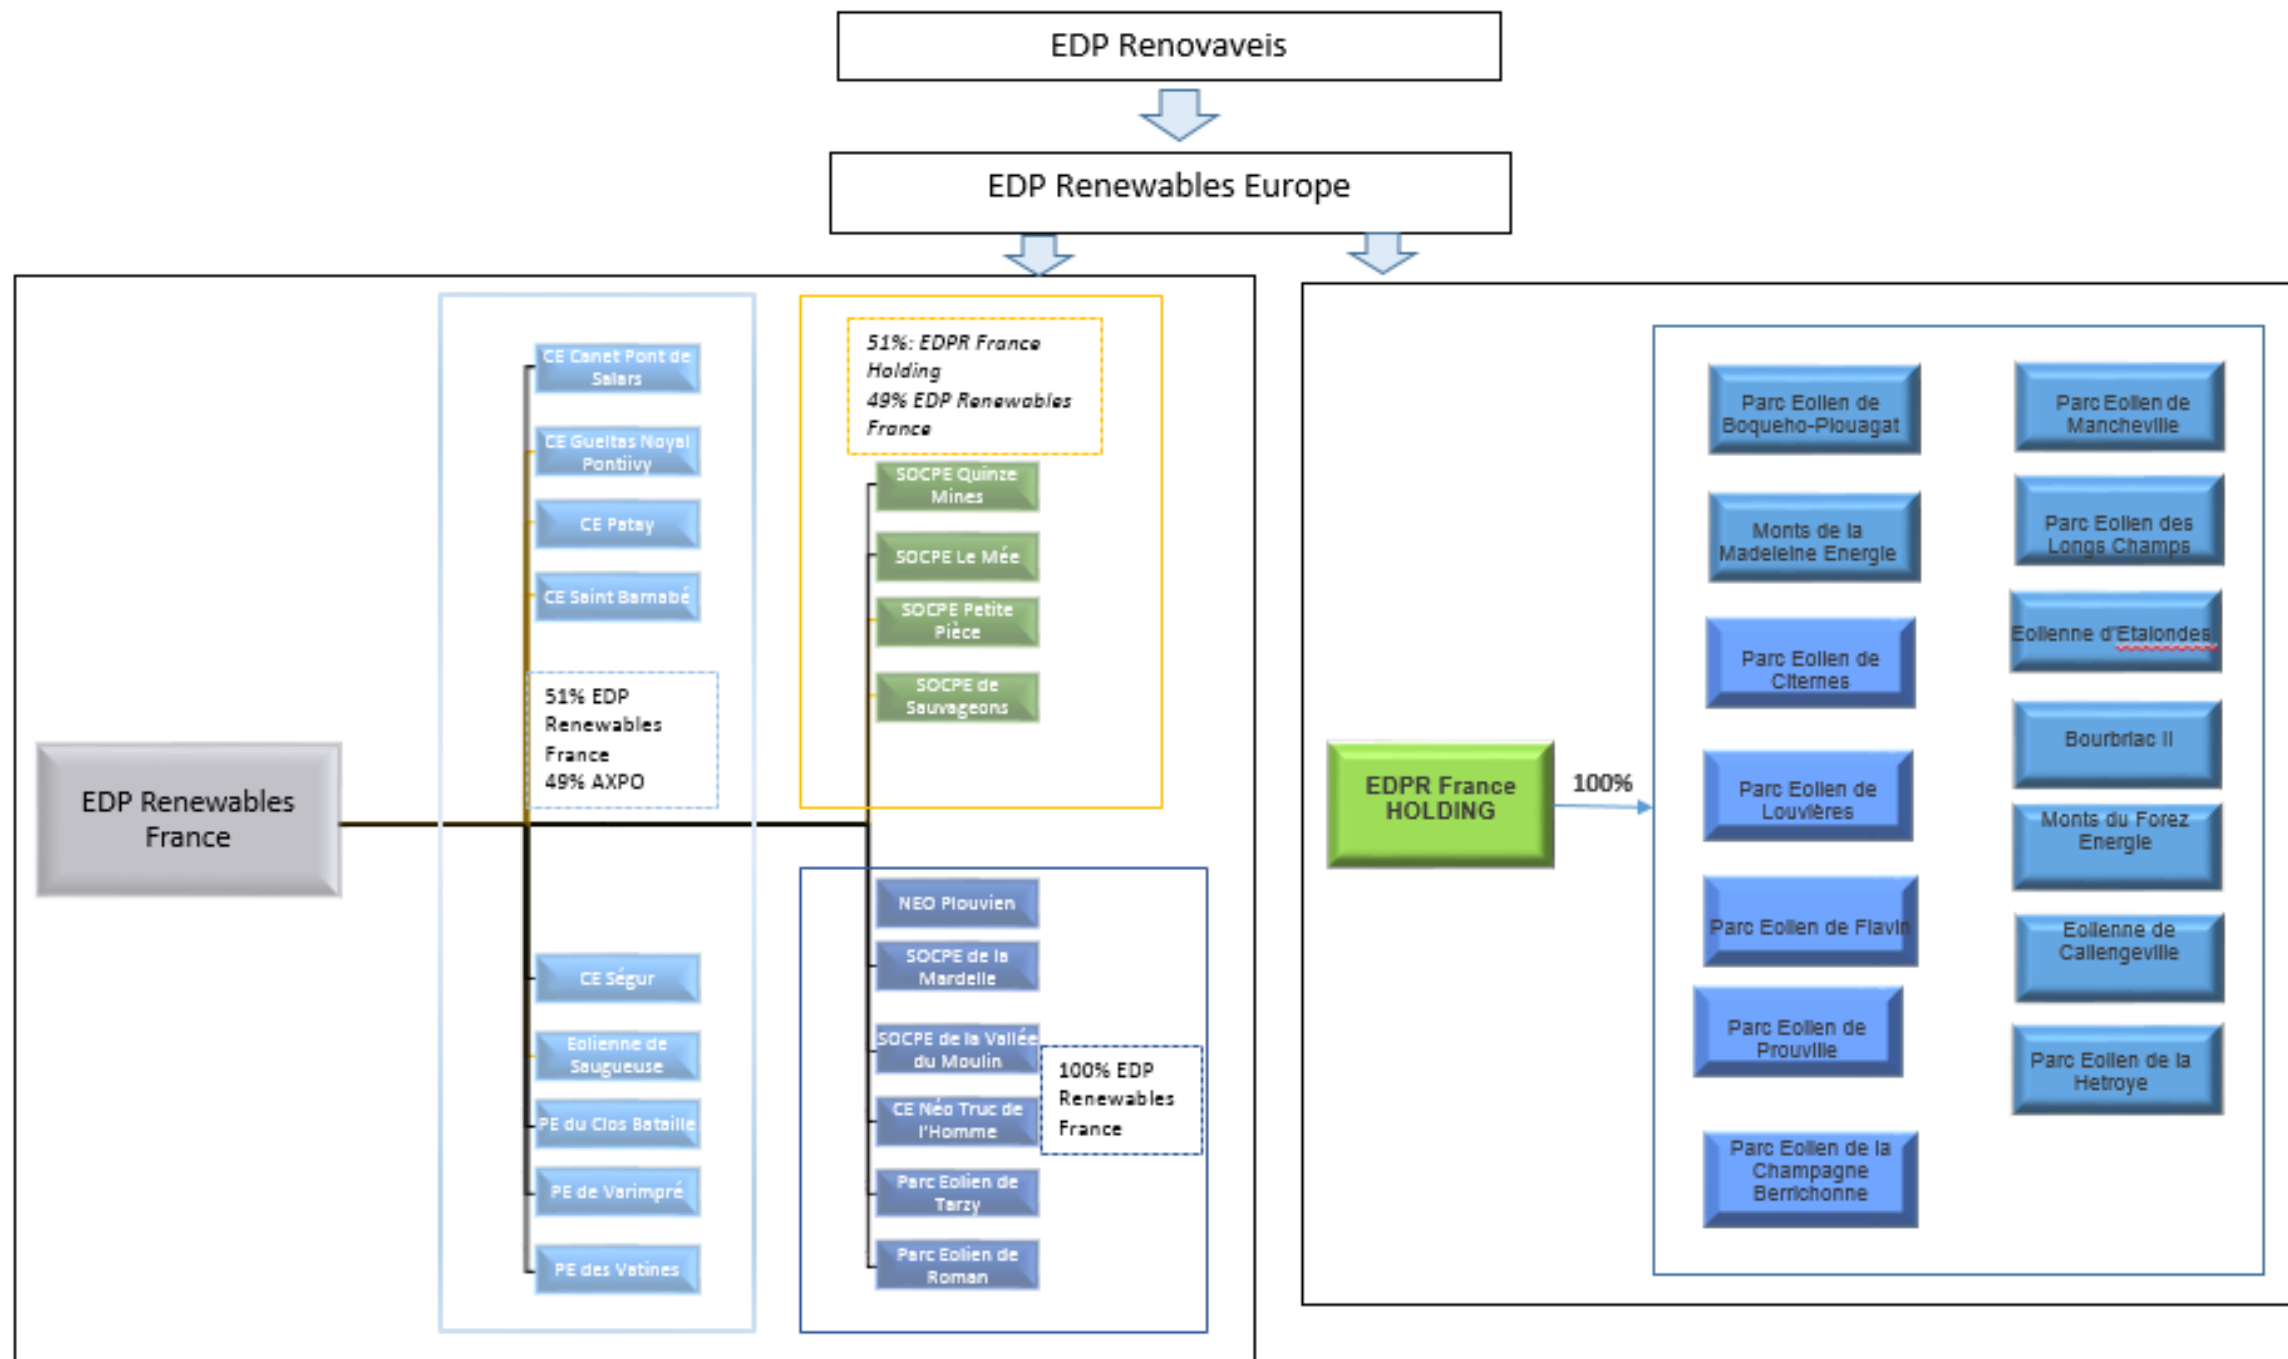 EDP Renovaveis
EDP Renewables Europe
EDP Renewables
France
CE Canet Pont de
Salars
CE Gueltas Noyal
Pontiivy
CE Patay
CE Saint Barnabé
51% EDP
Renewables
France
49% AXPO
CE Ségur
Eolienne de
Saugueuse
PE du Clos Bataille
PE de Varimpré
PE des Vatines
51%: EDPR France
Holding
49% EDP Renewables
France
SOCPE Quinze
Mines
SOCPE Le Mée
SOCPE Petite
Pièce
SOCPE de
Sauvageons
NEO Plouvien
SOCPE de la
Mardelle
SOCPE de la Vallée
du Moulin
CE Néo Truc de
l'Homme
Parc Eolien de
Tarzy
Parc Eolien de
Roman
100% EDP
Renewables
France
EDPR France
HOLDING
100%
Parc Eolien de
Boqueho-Plouagat
Monts de la
Madeleine Energie
Parc Eolien de
Citernes
Parc Eolien de
Louvières
Parc Eolien de Flavin
Parc Eolien de
Prouville
Parc Eolien de la
Champagne
Berrichonne
Parc Eolien de
Mancheville
Parc Eolien des
Longs Champs
Eolienne d'Etalondes
Bourbriac II
Monts du Forez
Energie
Eolienne de
Callengeville
Parc Eolien de la
Hetroye